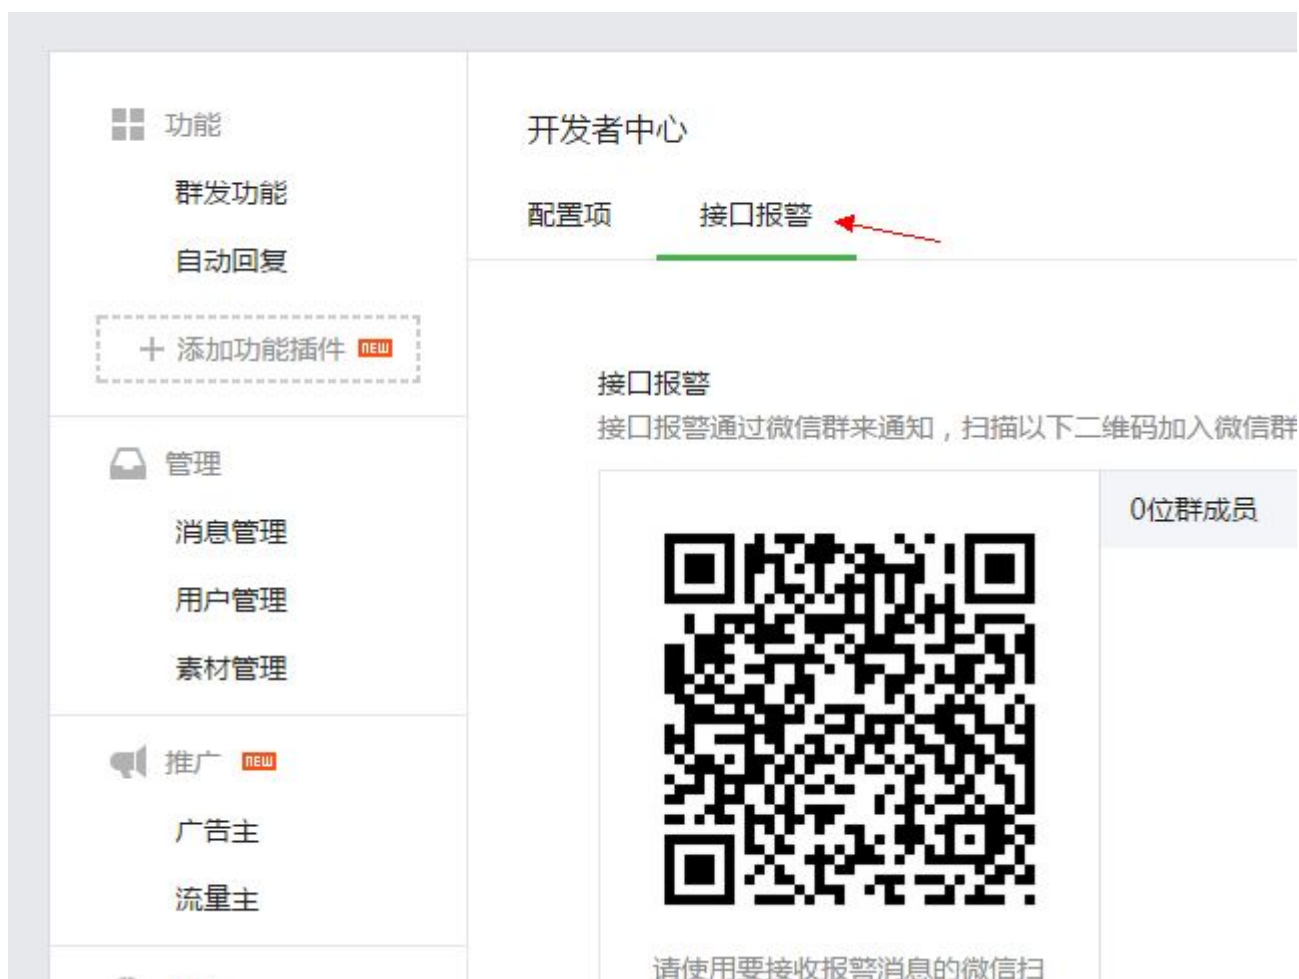 功能
群发功能
自动回复
添加功能插件 NEW
管理
消息管理
用户管理
素材管理
推广 NEW
广告主
流量主
开发者中心
配置项 接口报警
接口报警
接口报警通过微信群来通知，扫描以下二维码加入微信群
0位群成员
请使用要接收报警消息的微信扫